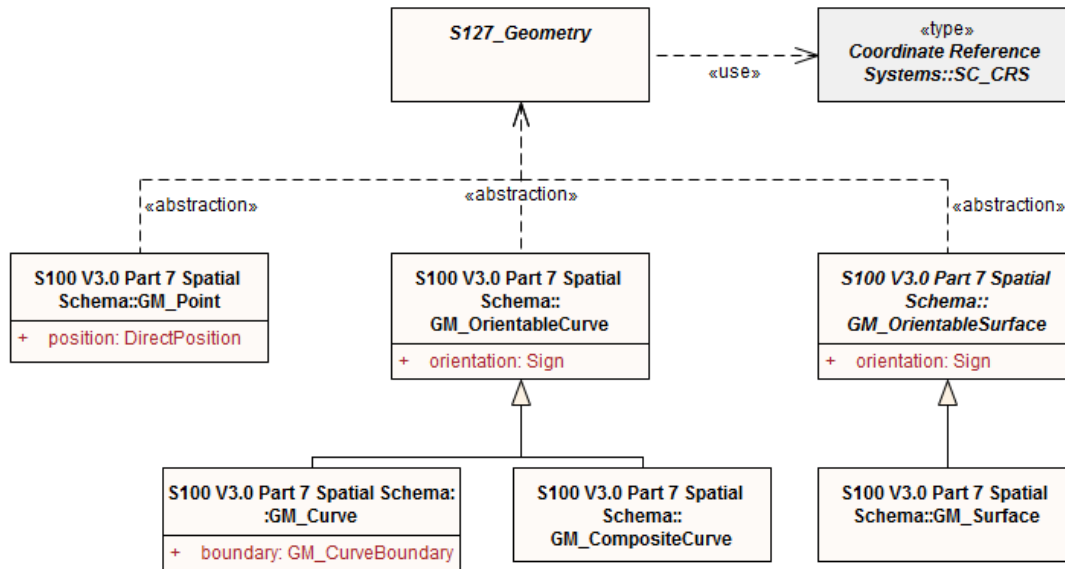 S127_Geometry
«type»
Coordinate Reference
Systems::SC_CRS
«use»
«abstraction»
«abstraction»
«abstraction»
S100 V3.0 Part 7 Spatial
Schema::GM_Point
+ position: DirectPosition
S100 V3.0 Part 7 Spatial
Schema::
GM_OrientableCurve
+ orientation: Sign
S100 V3.0 Part 7 Spatial
Schema::
GM_OrientableSurface
+ orientation: Sign
S100 V3.0 Part 7 Spatial Schema:
:GM_Curve
+ boundary: GM_CurveBoundary
S100 V3.0 Part 7 Spatial
Schema::
GM_CompositeCurve
S100 V3.0 Part 7 Spatial
Schema::GM_Surface